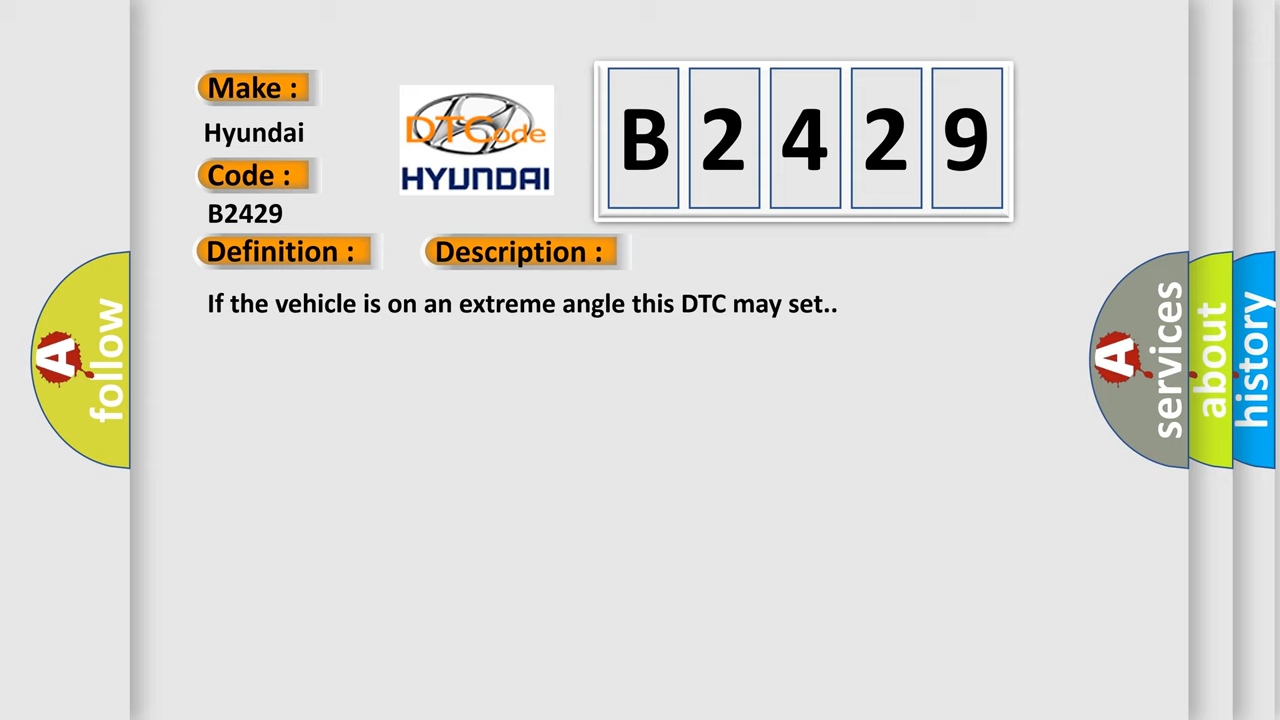 Make :
Hyundai
Code :
B2429
Definition :
Description :
If the vehicle is on an extreme angle this DTC may set..
DTCode
HYUNDAI
B 2 4 2 9
A follow
A services
about
history